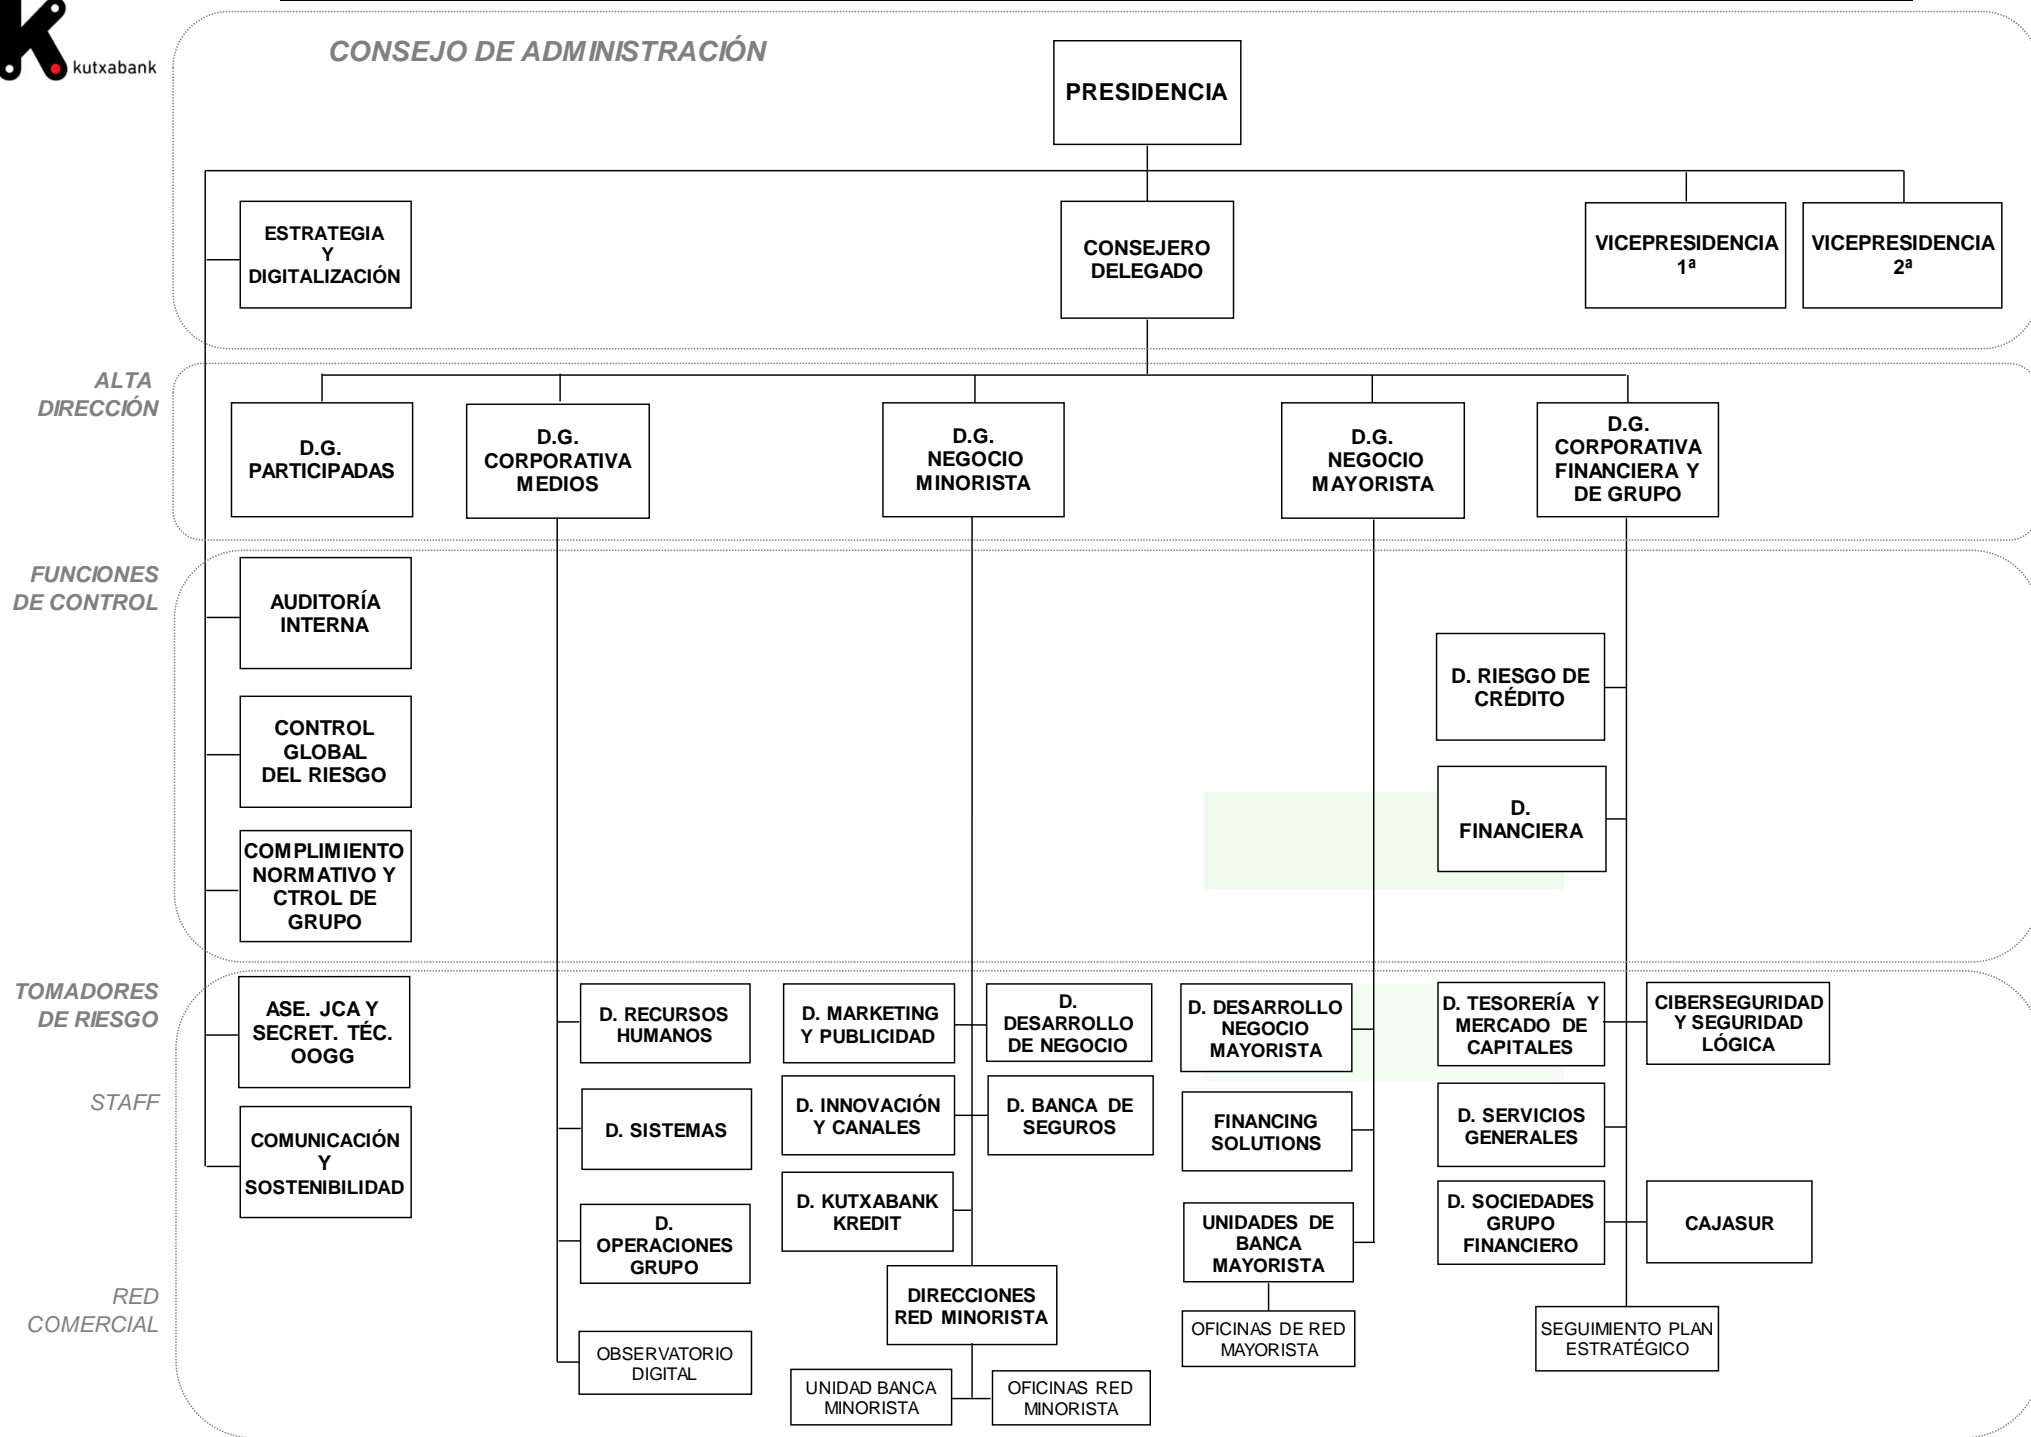 kutxabank
CONSEJO DE ADMINISTRACIÓN
PRESIDENCIA
ESTRATEGIA
Y
DIGITALIZACIÓN
CONSEJERO
DELEGADO
VICEPRESIDENCIA
1ª
VICEPRESIDENCIA
2ª
ALTA
DIRECCIÓN
D.G.
PARTICIPADAS
D.G.
CORPORATIVA
MEDIOS
D.G.
NEGOCIO
MINORISTA
D.G.
NEGOCIO
MAYORISTA
D.G.
CORPORATIVA
FINANCIERA Y
DE GRUPO
FUNCIONES
DE CONTROL
AUDITORÍA
INTERNA
CONTROL
GLOBAL
DEL RIESGO
COMPLIMIENTO
NORMATIVO Y
CTROL DE
GRUPO
D. RIESGO DE
CRÉDITO
D.
FINANCIERA
TOMADORES
DE RIESGO
STAFF
RED
COMERCIAL
ASE. JCA Y
SECRET. TÉC.
OOGG
COMUNICACIÓN
Y
SOSTENIBILIDAD
D. RECURSOS
HUMANOS
D. SISTEMAS
D.
OPERACIONES
GRUPO
OBSERVATORIO
DIGITAL
D. MARKETING
Y PUBLICIDAD
D.
DESARROLLO
DE NEGOCIO
D. INNOVACIÓN
Y CANALES
D. BANCA DE
SEGUROS
D. KUTXABANK
KREDIT
DIRECCIONES
RED MINORISTA
UNIDAD BANCA
MINORISTA
OFICINAS RED
MINORISTA
D. DESARROLLO
NEGOCIO
MAYORISTA
FINANCING
SOLUTIONS
UNIDADES DE
BANCA
MAYORISTA
OFICINAS DE RED
MAYORISTA
D. TESORERÍA Y
MERCADO DE
CAPITALES
CIBERSEGURIDAD
Y SEGURIDAD
LÓGICA
D. SERVICIOS
GENERALES
D. SOCIEDADES
GRUPO
FINANCIERO
CAJASUR
SEGUIMIENTO PLAN
ESTRATÉGICO